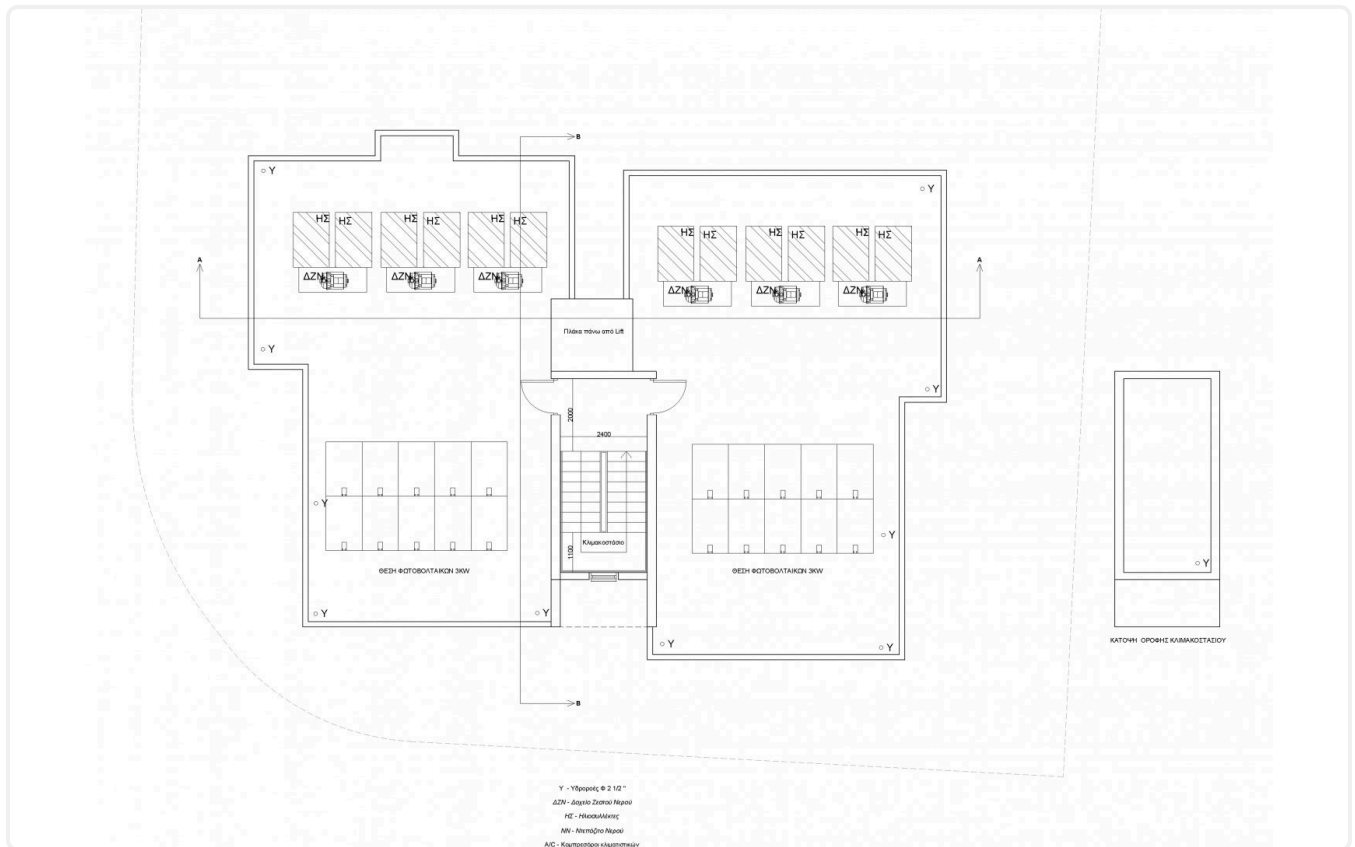 B
Υ
Υ
ΗΣ ΗΣ ΗΣ ΗΣ ΗΣ ΗΣ
ΗΣ ΗΣ ΗΣ ΗΣ ΗΣ ΗΣ
A
A
ΔΖΝ ΔΖΝ ΔΖΝ
ΔΖΝ ΔΖΝ ΔΖΝ
Πλάκα πάνω από Lift
Υ
Υ
2000
2400
Υ
Υ
Κλιμακοστάσιο
1100
Υ
ΘΕΣΗ ΦΩΤΟΒΟΛΤΑΙΚΩΝ 3KW
ΘΕΣΗ ΦΩΤΟΒΟΛΤΑΙΚΩΝ 3KW
Υ
Υ
Υ
Υ
ΚΑΤΟΨΗ ΟΡΟΦΗΣ ΚΛΙΜΑΚΟΣΤΑΣΙΟΥ
B
Υ - Υδρορροές Φ 2 1/2 "
ΔΖΝ - Δοχείο Ζεστού Νερού
ΗΣ - Ηλιοσυλλέκτες
ΝΝ - Ντεπόζιτο Νερού
A/C - Κομπρεσόροι κλιματιστικών